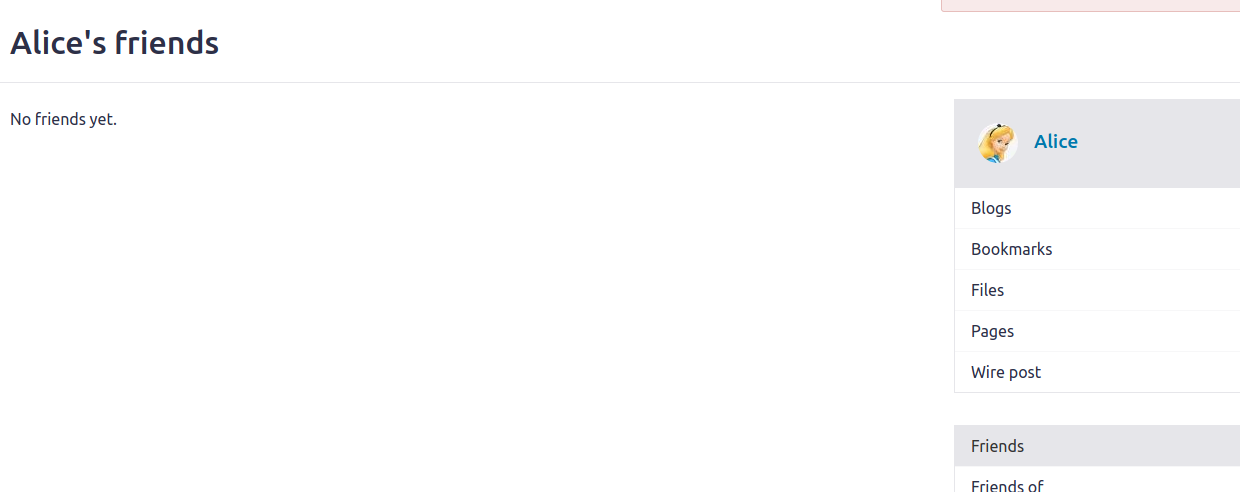 Alice's friends
No friends yet.
Alice
Blogs
Bookmarks
Files
Pages
Wire post
Friends
Friends of